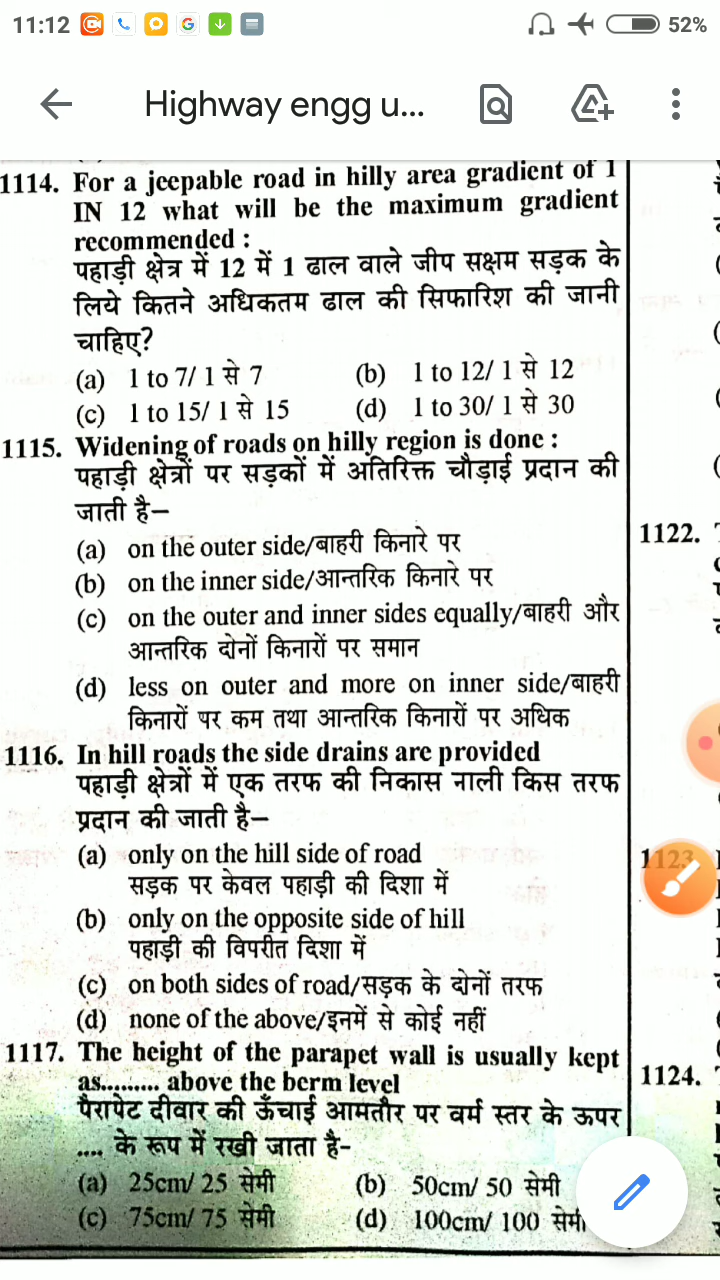 11:12
52%
Highway engg u...
1114. For a jeepable road in hilly area gradient of 1
IN 12 what will be the maximum gradient
recommended :
पहाड़ी क्षेत्र में 12 में 1 ढाल वाले जीप सक्षम सड़क के
लिये कितने अधिकतम ढाल की सिफारिश की जानी
चाहिए?
(a) 1 to 7/ 1 से 7 (b) 1 to 12/ 1 से 12
(c) 1 to 15/ 1 से 15 (d) 1 to 30/ 1 से 30
1115. Widening of roads on hilly region is done :
पहाड़ी क्षेत्रों पर सड़कों में अतिरिक्त चौड़ाई प्रदान की
जाती है–
(a) on the outer side/बाहरी किनारे पर
(b) on the inner side/आन्तरिक किनारे पर
(c) on the outer and inner sides equally/बाहरी और
आन्तरिक दोनों किनारों पर समान
(d) less on outer and more on inner side/बाहरी
किनारों पर कम तथा आन्तरिक किनारों पर अधिक
1116. In hill roads the side drains are provided
पहाड़ी क्षेत्रों में एक तरफ की निकास नाली किस तरफ
प्रदान की जाती है–
(a) only on the hill side of road
सड़क पर केवल पहाड़ी की दिशा में
(b) only on the opposite side of hill
पहाड़ी की विपरीत दिशा में
(c) on both sides of road/सड़क के दोनों तरफ
(d) none of the above/इनमें से कोई नहीं
1117. The height of the parapet wall is usually kept
as......... above the berm level
पैरापेट दीवार की ऊँचाई आमतौर पर बर्म स्तर के ऊपर
.... के रूप में रखी जाता है-
(a) 25cm/ 25 सेमी (b) 50cm/ 50 सेमी
(c) 75cm/ 75 सेमी (d) 100cm/ 100 सेमी
1122.
1123
1124.